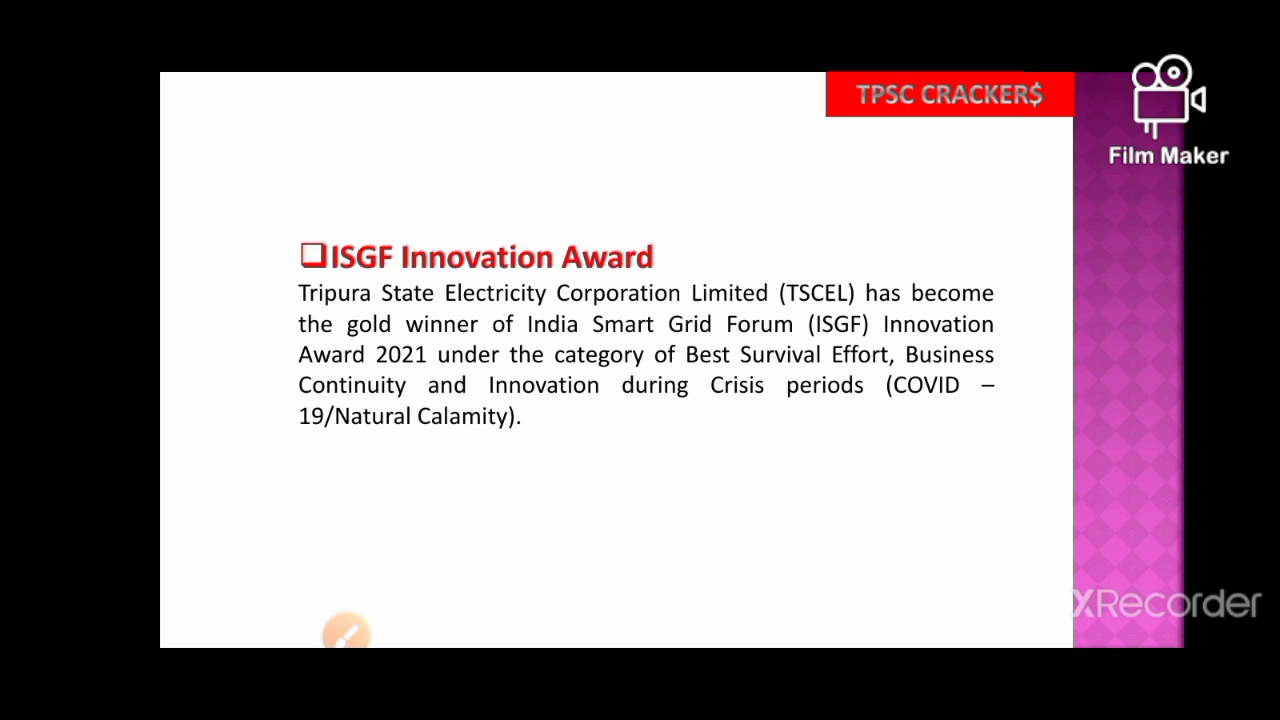 TPSC CRACKER$
Film Maker
❑ISGF Innovation Award
Tripura State Electricity Corporation Limited (TSCEL) has become
the gold winner of India Smart Grid Forum (ISGF) Innovation
Award 2021 under the category of Best Survival Effort, Business
Continuity and Innovation during Crisis periods (COVID –
19/Natural Calamity).
XRecorder